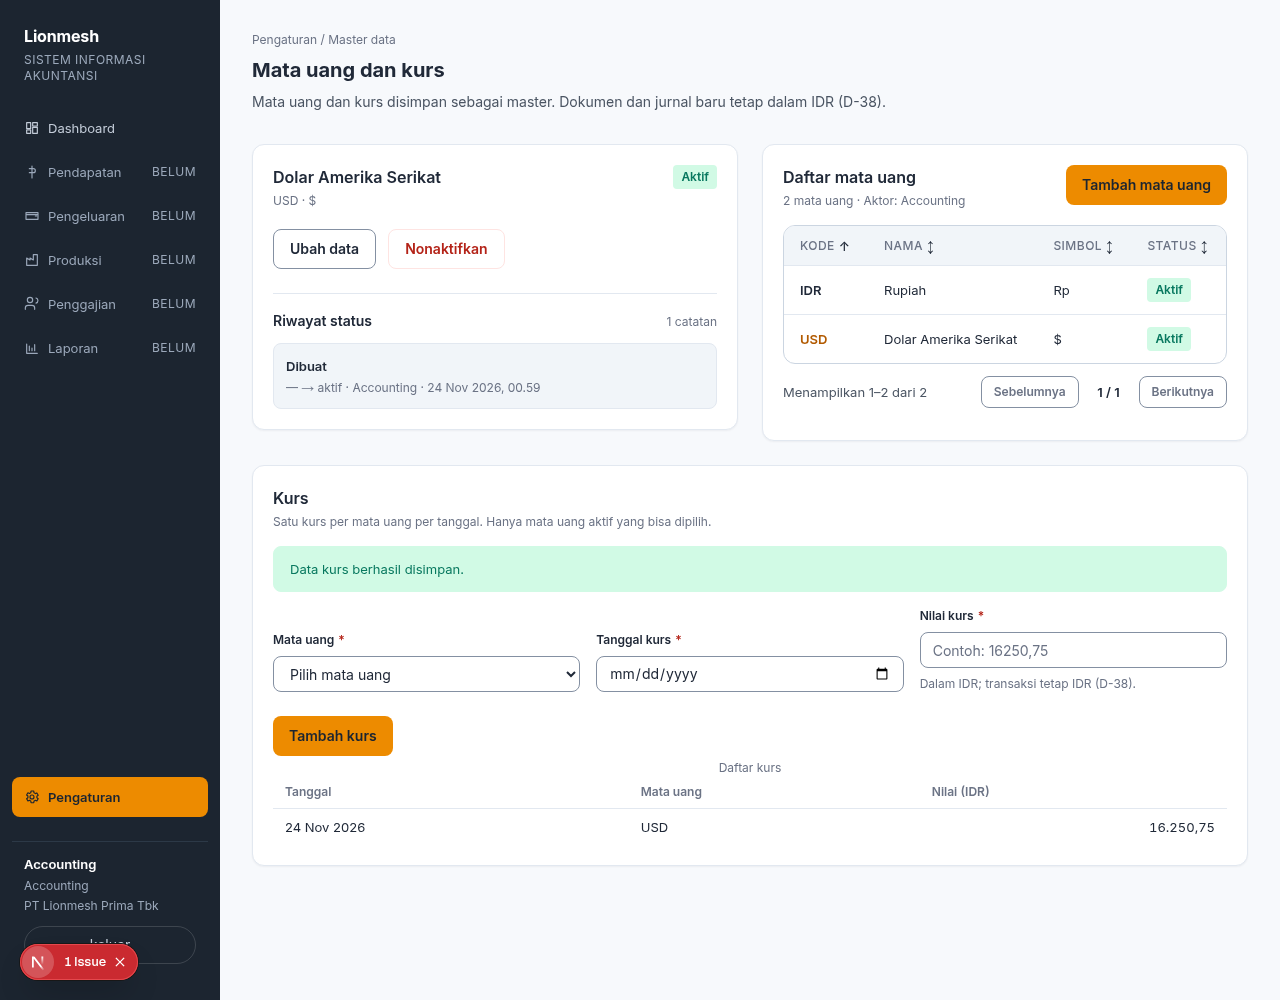 Lionmesh
SISTEM INFORMASI
AKUNTANSI
Dashboard
Pendapatan BELUM
Pengeluaran BELUM
Produksi BELUM
Penggajian BELUM
Laporan BELUM
Pengaturan
Accounting
Accounting
PT Lionmesh Prima Tbk
keluar
1 Issue
Pengaturan / Master data
Mata uang dan kurs
Mata uang dan kurs disimpan sebagai master. Dokumen dan jurnal baru tetap dalam IDR (D-38).
Dolar Amerika Serikat
Aktif
USD · $
Ubah data Nonaktifkan
Riwayat status 1 catatan
Dibuat
— → aktif · Accounting · 24 Nov 2026, 00.59
Daftar mata uang
2 mata uang · Aktor: Accounting
Tambah mata uang
KODE ↑ NAMA ↕ SIMBOL ↕ STATUS ↕
IDR Rupiah Rp Aktif
USD Dolar Amerika Serikat $ Aktif
Menampilkan 1–2 dari 2 Sebelumnya 1 / 1 Berikutnya
Kurs
Satu kurs per mata uang per tanggal. Hanya mata uang aktif yang bisa dipilih.
Data kurs berhasil disimpan.
Mata uang *
Pilih mata uang
Tanggal kurs *
mm/dd/yyyy
Nilai kurs *
Contoh: 16250,75
Dalam IDR; transaksi tetap IDR (D-38).
Tambah kurs
Daftar kurs
Tanggal Mata uang Nilai (IDR)
24 Nov 2026 USD 16.250,75